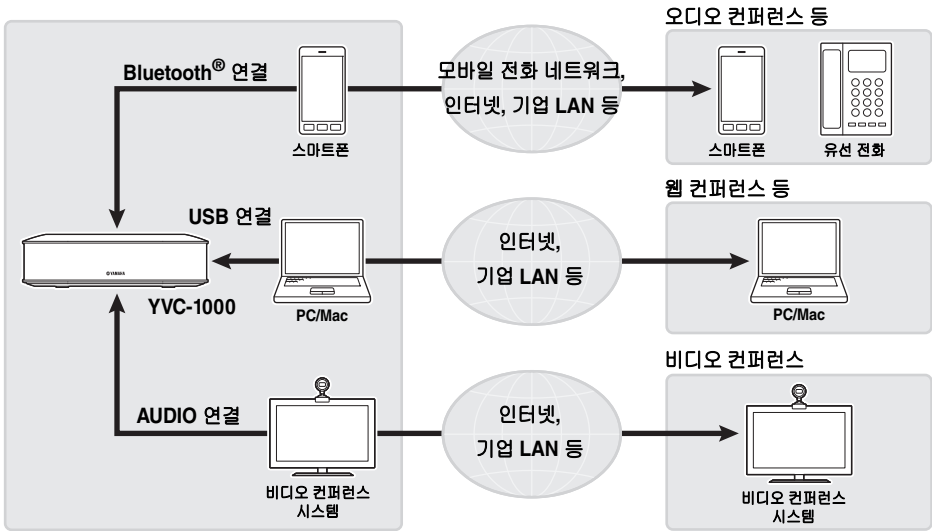 오디오 컨퍼런스 등
Bluetooth® 연결
스마트폰
모바일 전화 네트워크,
인터넷, 기업 LAN 등
스마트폰
유선 전화
웹 컨퍼런스 등
USB 연결
YAMAHA
YVC-1000
PC/Mac
인터넷,
기업 LAN 등
PC/Mac
비디오 컨퍼런스
AUDIO 연결
비디오 컨퍼런스
시스템
인터넷,
기업 LAN 등
비디오 컨퍼런스
시스템